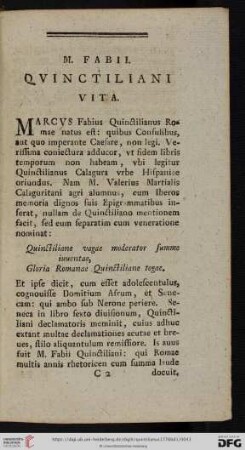 M. FABII.
QVINCTILIANI
VITA.
MARCVS Fabius Quinctilianus Ro-
mae natus est: quibus Consulibus,
aut quo imperante Caesare, non legi. Ve-
rissima coniectura adducor, vt fidem libris
temporum non habeam, vbi legitur
Quinctilianus Calagura vrbe Hispaniae
oriundus. Nam M. Valerius Martialis
Calaguritani agri alumnus, cum Iberos
memoria dignos suis Epigrammatibus in-
serat, nullam de Quinctiliano mentionem
facit, sed eum separatim cum veneratione
nominat:
Quinctiliane vagae moderator summe
iuuentae,
Gloria Romanae Quinctiliane togae,
Et ipse dicit, cum esset adolescentulus,
cognouisse Domitium Afrum, et Sene-
cam: qui ambo sub Nerone periere. Se-
neca in libro sexto diuisionum, Quincti-
liani declamatoris meminit, cuius adhuc
extant multae declamationes acutae et bre-
ues, stilo aliquantulum remissiore. Is auus
fuit M. Fabii Quinctiliani: qui Romae
multis annis rhetoricen cum summa laude
C 2 docuit,